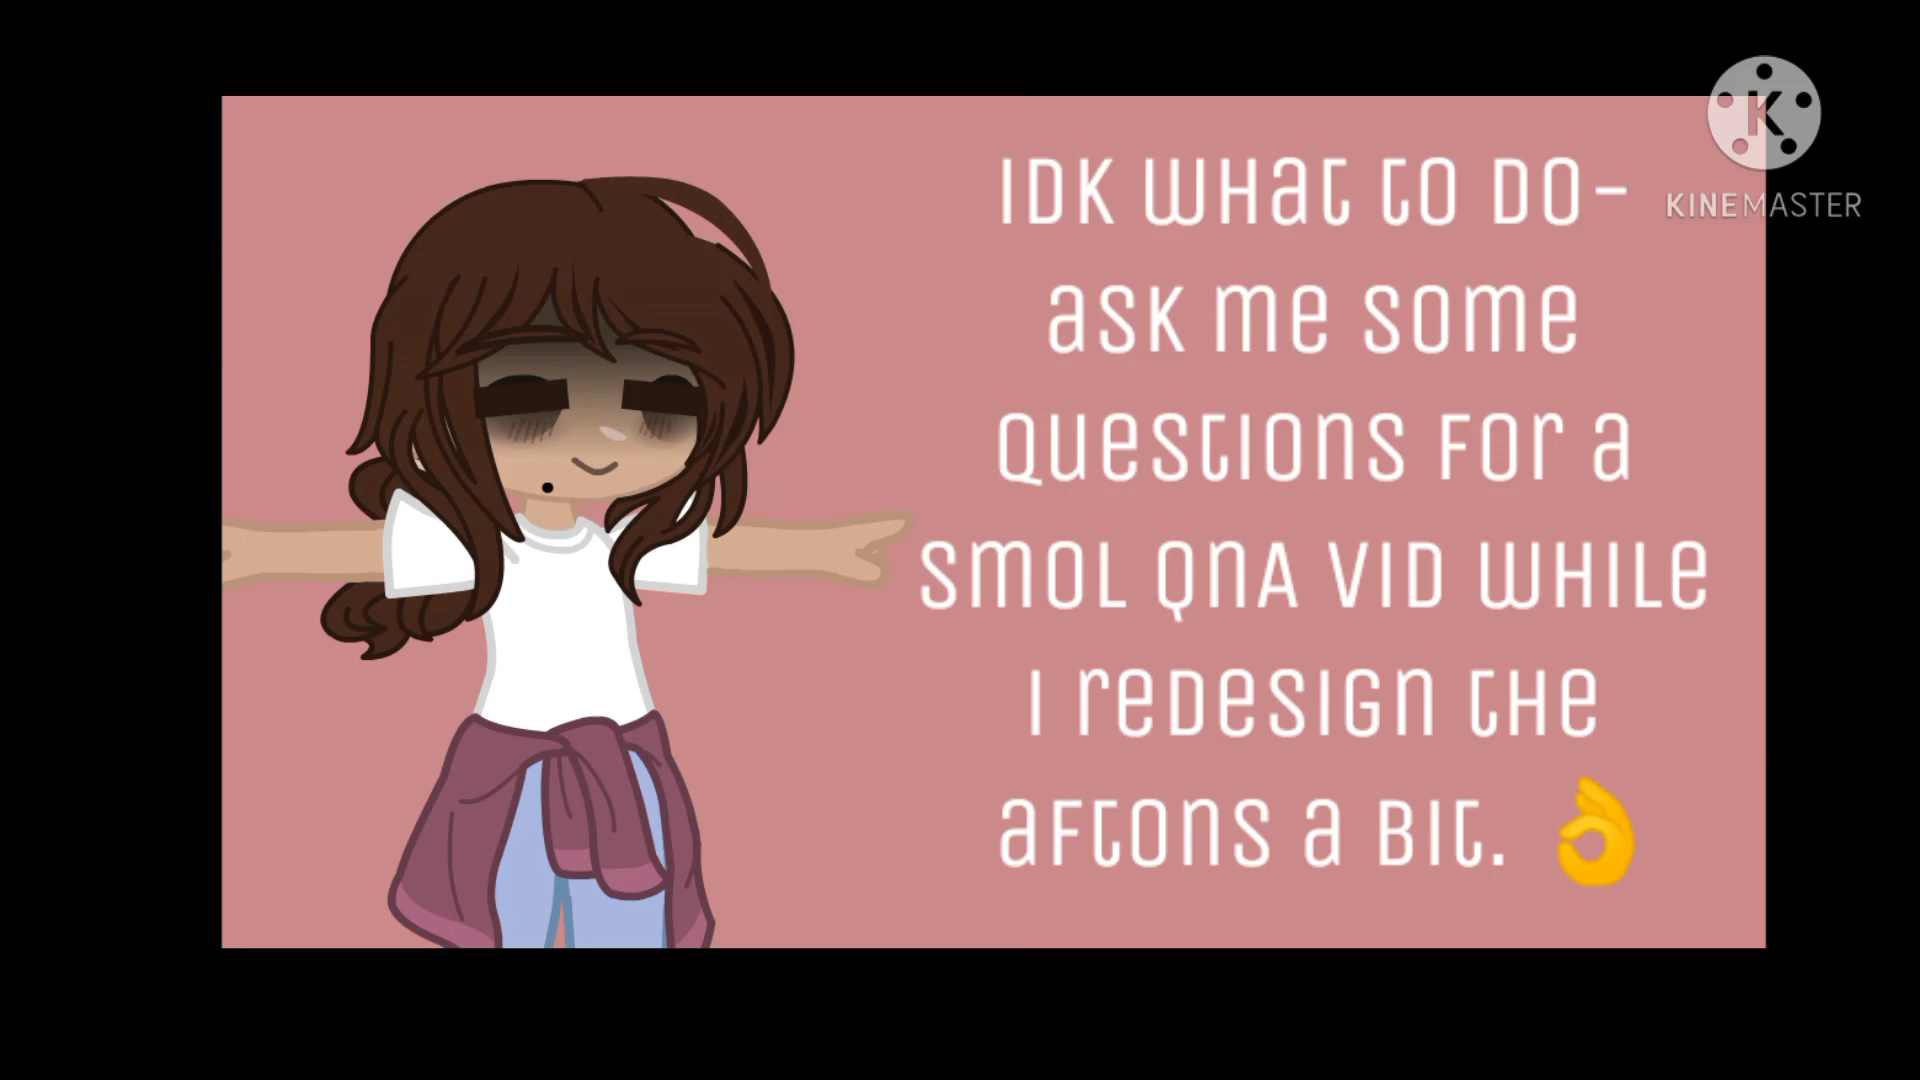 IDK what to do-
ask me some
questions for a
smol QnA vid while
I redesign the
aftons a bit. 👌
K
KINEMASTER